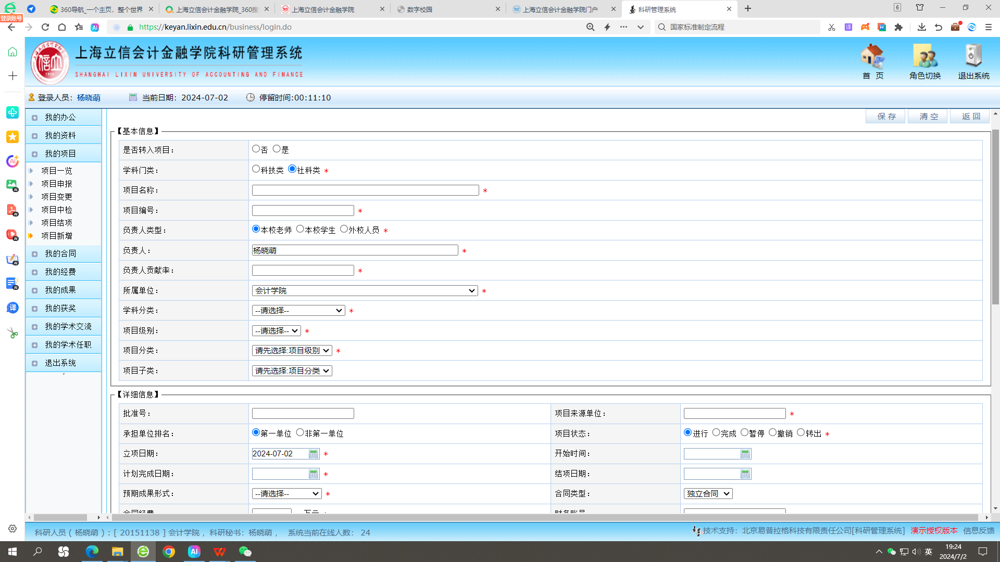 登录账号
360导航_一个主页，整个世界
上海立信会计金融学院_360搜
上海立信会计金融学院
数字校园
上海立信会计金融学院门户
科研管理系统
6
https://keyan.lixin.edu.cn/business/login.do
国家标准制定流程
上海立信会计金融学院科研管理系统
SHANGHAI LIXIN UNIVERSITY OF ACCOUNTING AND FINANCE
首 页
角色切换
退出系统
登录人员：杨晓萌
当前日期：2024-07-02
停留时间:00:11:10
我的办公
我的资料
我的项目
项目一览
项目申报
项目变更
项目中检
项目结项
项目新增
我的合同
我的经费
我的成果
我的获奖
我的学术交流
我的学术任职
退出系统
保 存
清 空
返 回
【基本信息】
是否转入项目： 否 是
学科门类： 科技类 社科类 *
项目名称： *
项目编号： *
负责人类型： 本校老师 本校学生 外校人员 *
负责人： 杨晓萌 *
负责人贡献率： *
所属单位： 会计学院 *
学科分类： --请选择-- *
项目级别： --请选择-- *
项目分类： 请先选择:项目级别 *
项目子类： 请先选择:项目分类
【详细信息】
批准号： 项目来源单位： *
承担单位排名： 第一单位 非第一单位 项目状态： 进行 完成 暂停 撤销 转出 *
立项日期： 2024-07-02 * 开始时间：
计划完成日期： * 结项日期：
预期成果形式： --请选择-- * 合同类型： 独立合同
合同经费 万元 * 财务账号
科研人员（杨晓萌）：[ 20151138 ] 会计学院 ，科研秘书：杨晓萌 ， 系统当前在线人数： 24
技术支持：北京易普拉格科技有限责任公司[科研管理系统] 演示授权版本 信息反馈
英
19:24
2024/7/2